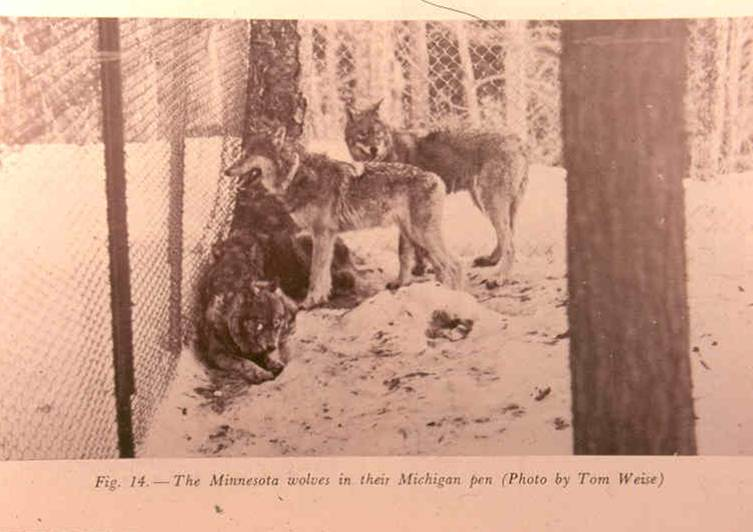 Fig. 14.—The Minnesota wolves in their Michigan pen (Photo by Tom Weise)